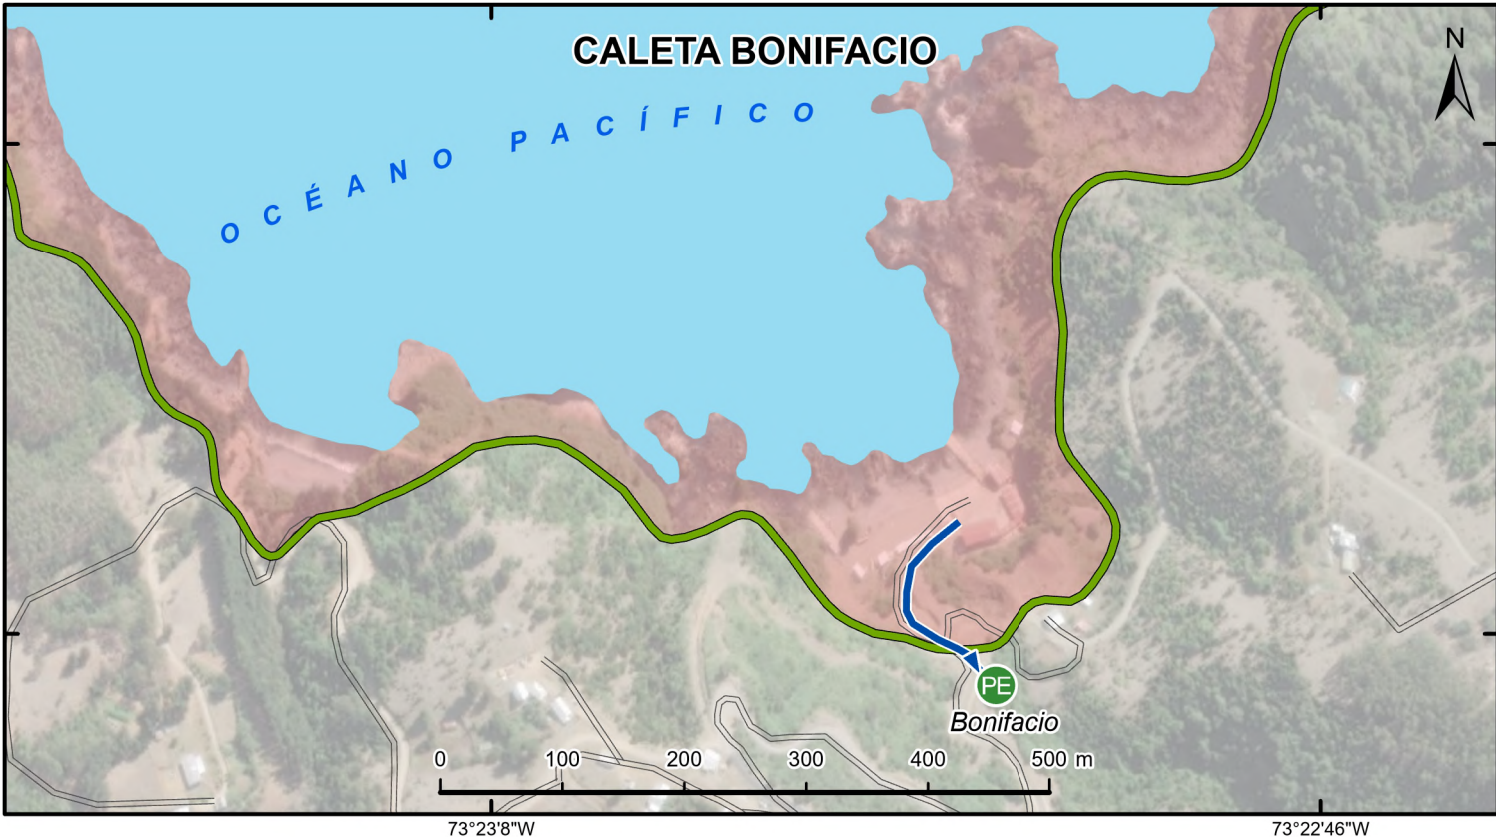 CALETA BONIFACIO
N
OCÉANO PACÍFICO
PE
Bonifacio
0 100 200 300 400 500 m
73°23'8"W 73°22'46"W